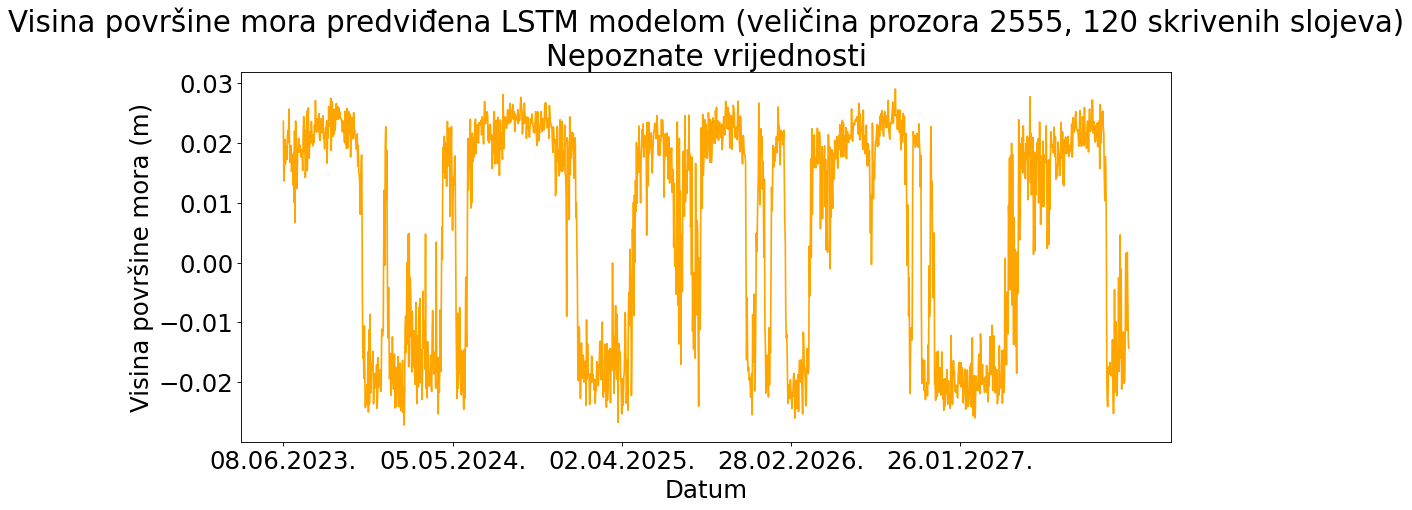 Visina površine mora predviđena LSTM modelom (veličina prozora 2555, 120 skrivenih slojeva)
Nepoznate vrijednosti
Visina površine mora (m)
0.03
0.02
0.01
0.00
−0.01
−0.02
08.06.2023. 05.05.2024. 02.04.2025. 28.02.2026. 26.01.2027.
Datum